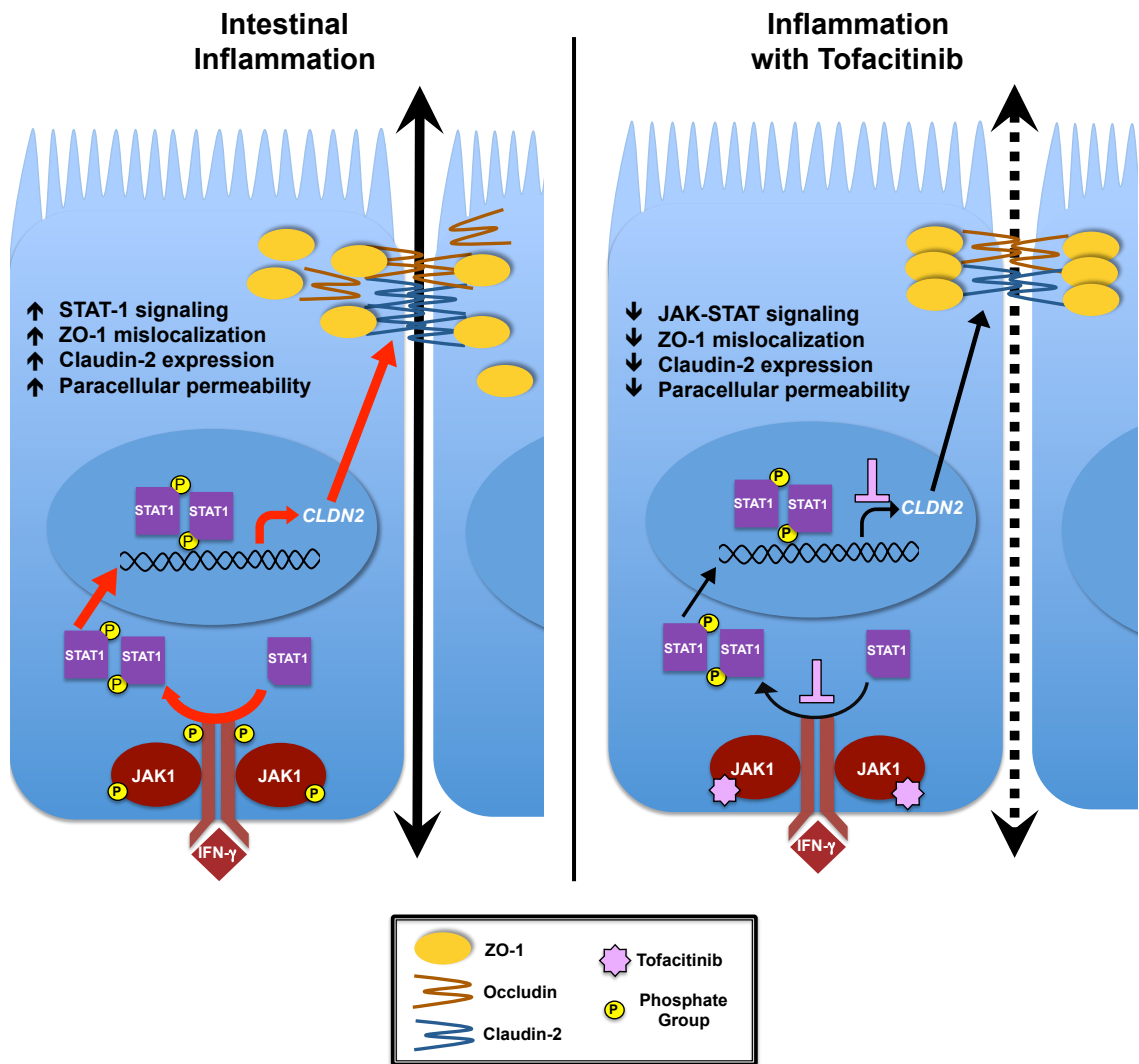 Intestinal
Inflammation
STAT-1 signaling
ZO-1 mislocalization
Claudin-2 expression
Paracellular permeability
P
STAT1
STAT1
P
CLDN2
P
STAT1
STAT1
P
STAT1
P
P
JAK1
JAK1
P
P
IFN-γ
Inflammation
with Tofacitinib
JAK-STAT signaling
ZO-1 mislocalization
Claudin-2 expression
Paracellular permeability
P
STAT1
STAT1
P
CLDN2
P
STAT1
STAT1
P
STAT1
JAK1
JAK1
IFN-γ
ZO-1
Occludin
Claudin-2
Tofacitinib
P
Phosphate
Group